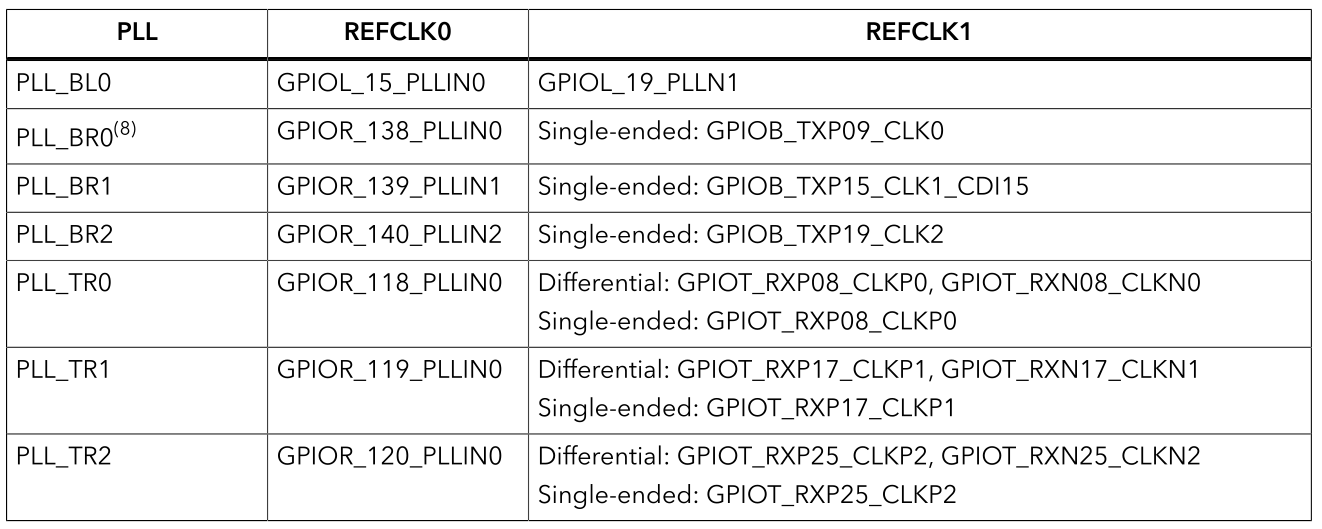 PLL REFCLK0 REFCLK1
PLL_BL0 GPIOL_15_PLLIN0 GPIOL_19_PLLN1
PLL_BR0(8) GPIOR_138_PLLIN0 Single-ended: GPIOB_TXP09_CLK0
PLL_BR1 GPIOR_139_PLLIN1 Single-ended: GPIOB_TXP15_CLK1_CDI15
PLL_BR2 GPIOR_140_PLLIN2 Single-ended: GPIOB_TXP19_CLK2
PLL_TR0 GPIOR_118_PLLIN0 Differential: GPIOT_RXP08_CLKP0, GPIOT_RXN08_CLKN0
Single-ended: GPIOT_RXP08_CLKP0
PLL_TR1 GPIOR_119_PLLIN0 Differential: GPIOT_RXP17_CLKP1, GPIOT_RXN17_CLKN1
Single-ended: GPIOT_RXP17_CLKP1
PLL_TR2 GPIOR_120_PLLIN0 Differential: GPIOT_RXP25_CLKP2, GPIOT_RXN25_CLKN2
Single-ended: GPIOT_RXP25_CLKP2